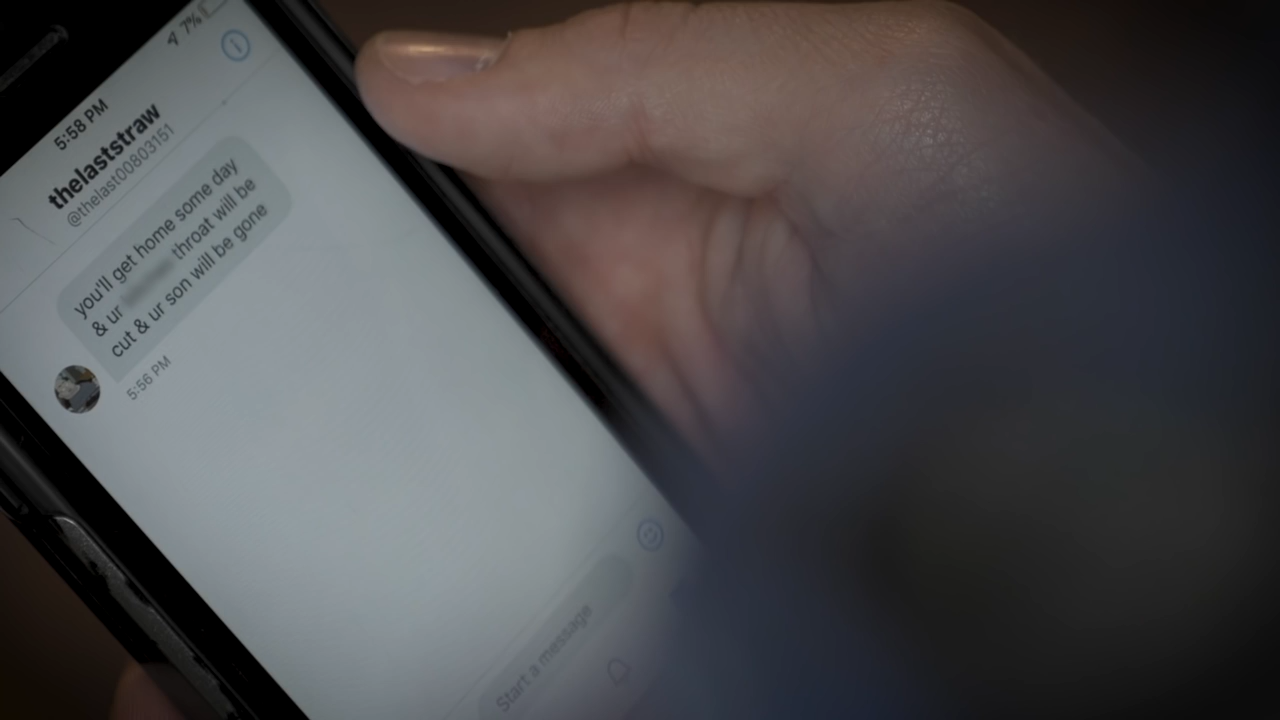 7%
5:58 PM
thelaststraw
@thelast00803151
you'll get home some day
& ur throat will be
cut & ur son will be gone
5:56 PM
Start a message